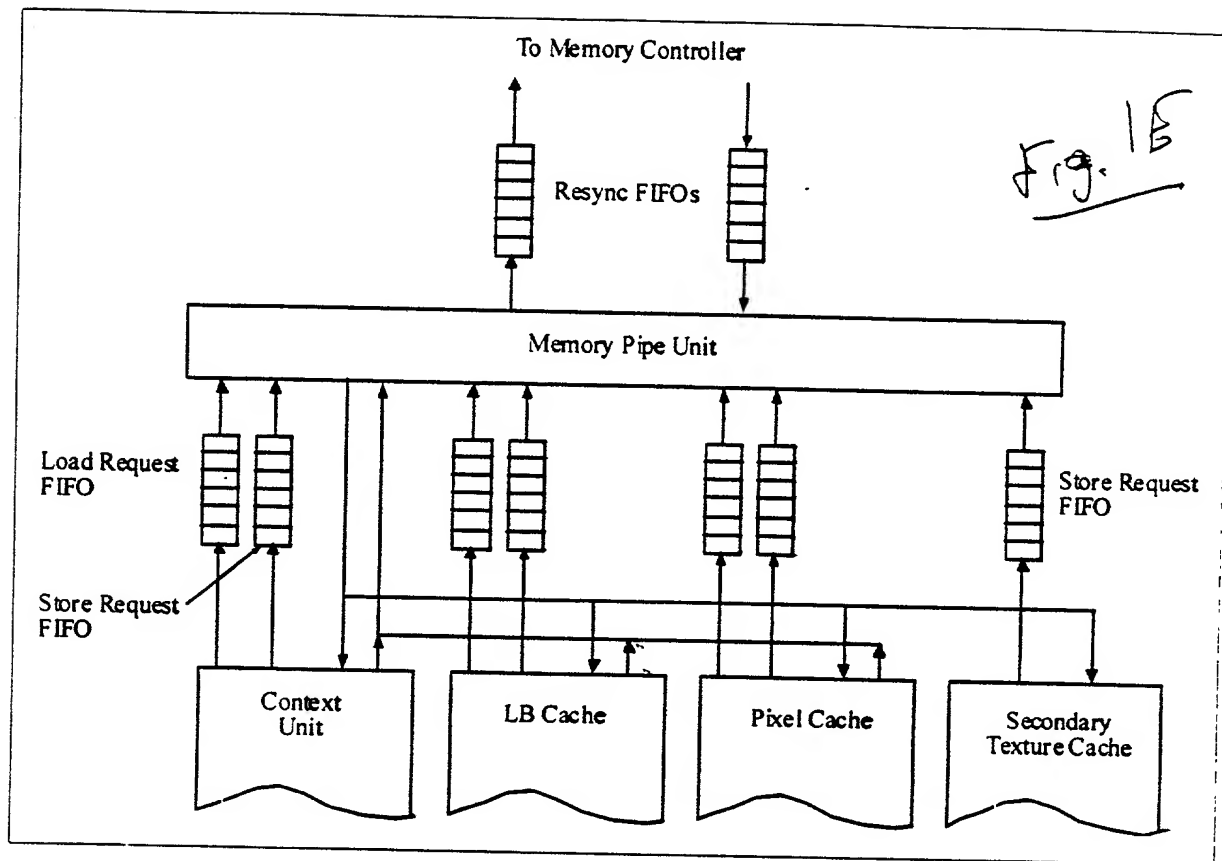 To Memory Controller
Fig. 1E
Resync FIFOs
Memory Pipe Unit
Load Request
FIFO
Store Request
FIFO
Store Request
FIFO
Context
Unit
LB Cache
Pixel Cache
Secondary
Texture Cache